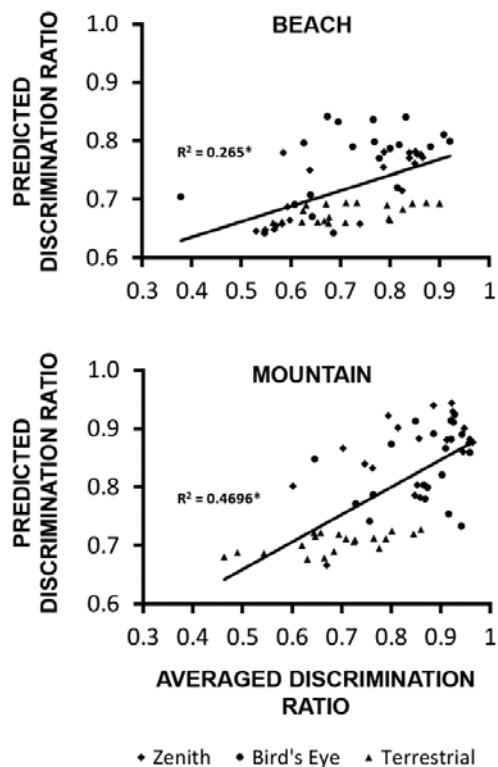 BEACH
PREDICTED
DISCRIMINATION RATIO
1.0
0.9
0.8
0.7
0.6
R² = 0.265*
0.3 0.4 0.5 0.6 0.7 0.8 0.9 1
MOUNTAIN
PREDICTED
DISCRIMINATION RATIO
1.0
0.9
0.8
0.7
0.6
R² = 0.4696*
0.3 0.4 0.5 0.6 0.7 0.8 0.9 1
AVERAGED DISCRIMINATION
RATIO
Zenith Bird's Eye Terrestrial